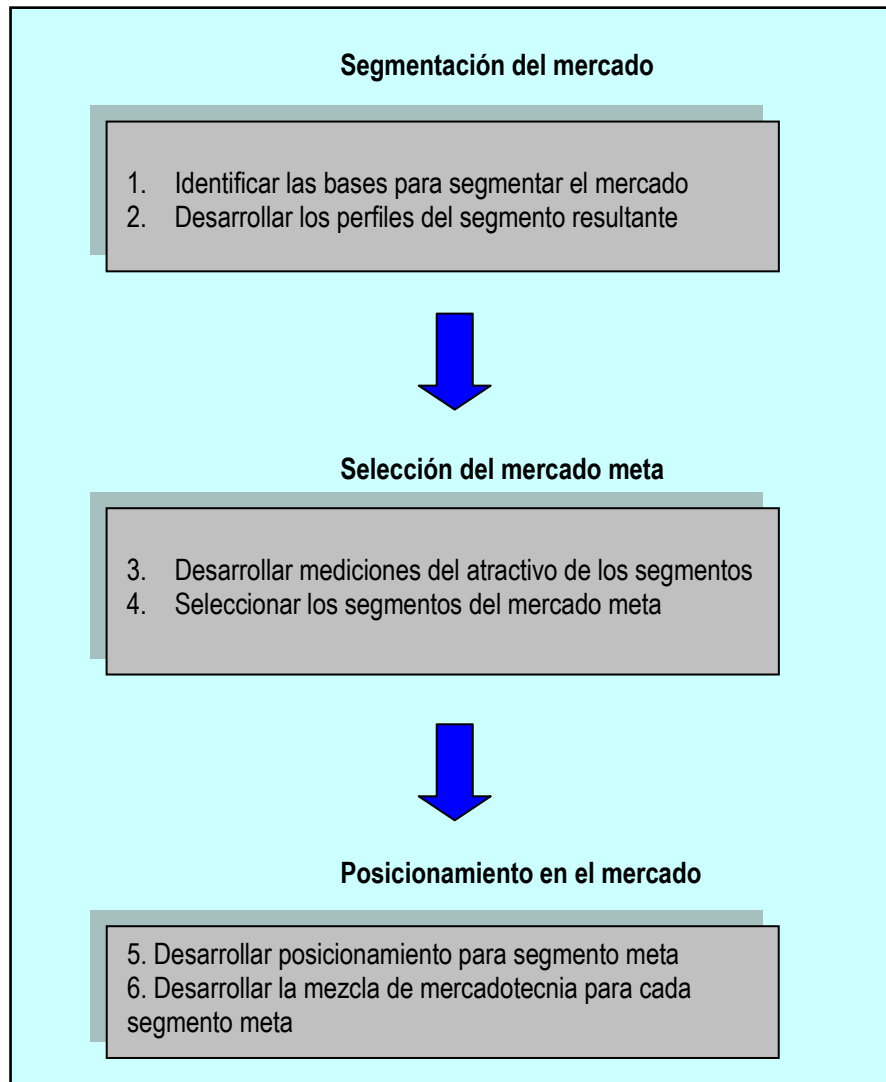 Segmentación del mercado
1. Identificar las bases para segmentar el mercado
2. Desarrollar los perfiles del segmento resultante
Selección del mercado meta
3. Desarrollar mediciones del atractivo de los segmentos
4. Seleccionar los segmentos del mercado meta
Posicionamiento en el mercado
5. Desarrollar posicionamiento para segmento meta
6. Desarrollar la mezcla de mercadotecnia para cada
segmento meta